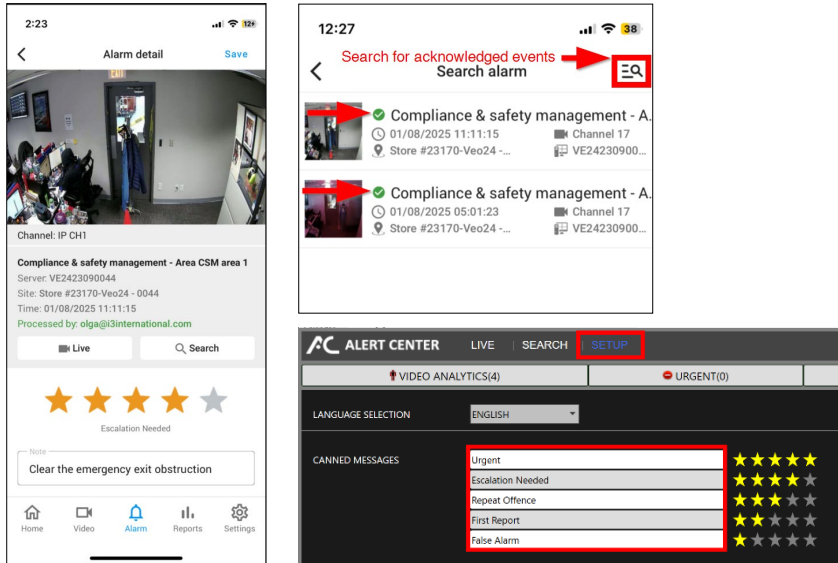 2:23
12+
Alarm detail
Save
EXIT
Channel: IP CH1
Compliance & safety management - Area CSM area 1
Server: VE2423090044
Site: Store #23170-Veo24 - 0044
Time: 01/08/2025 11:11:15
Processed by: olga@i3international.com
Live
Search
Escalation Needed
Note
Clear the emergency exit obstruction
Home
Video
Alarm
Reports
Settings
12:27
38
Search for acknowledged events
Search alarm
Compliance & safety management - A.
01/08/2025 11:11:15
Channel 17
Store #23170-Veo24 -...
VE24230900...
Compliance & safety management - A.
01/08/2025 05:01:23
Channel 17
Store #23170-Veo24 -...
VE24230900...
AC ALERT CENTER
LIVE | SEARCH | SETUP
VIDEO ANALYTICS(4)
URGENT(0)
LANGUAGE SELECTION
ENGLISH
CANNED MESSAGES
Urgent
Escalation Needed
Repeat Offence
First Report
False Alarm